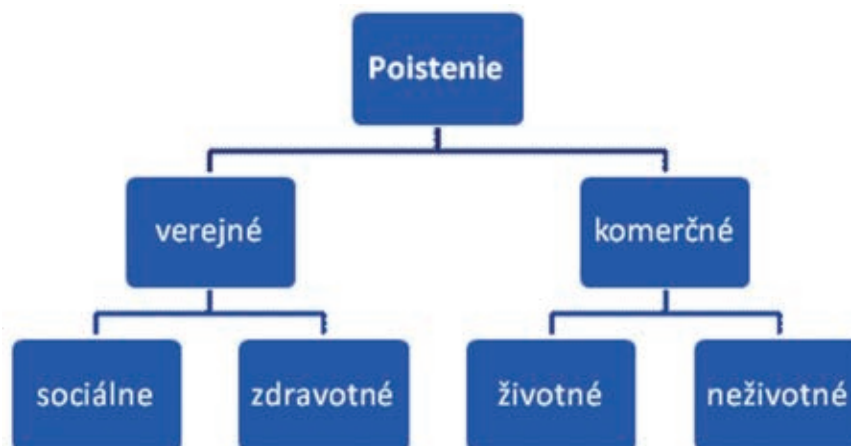 Poistenie
verejné
komerčné
sociálne
zdravotné
životné
neživotné